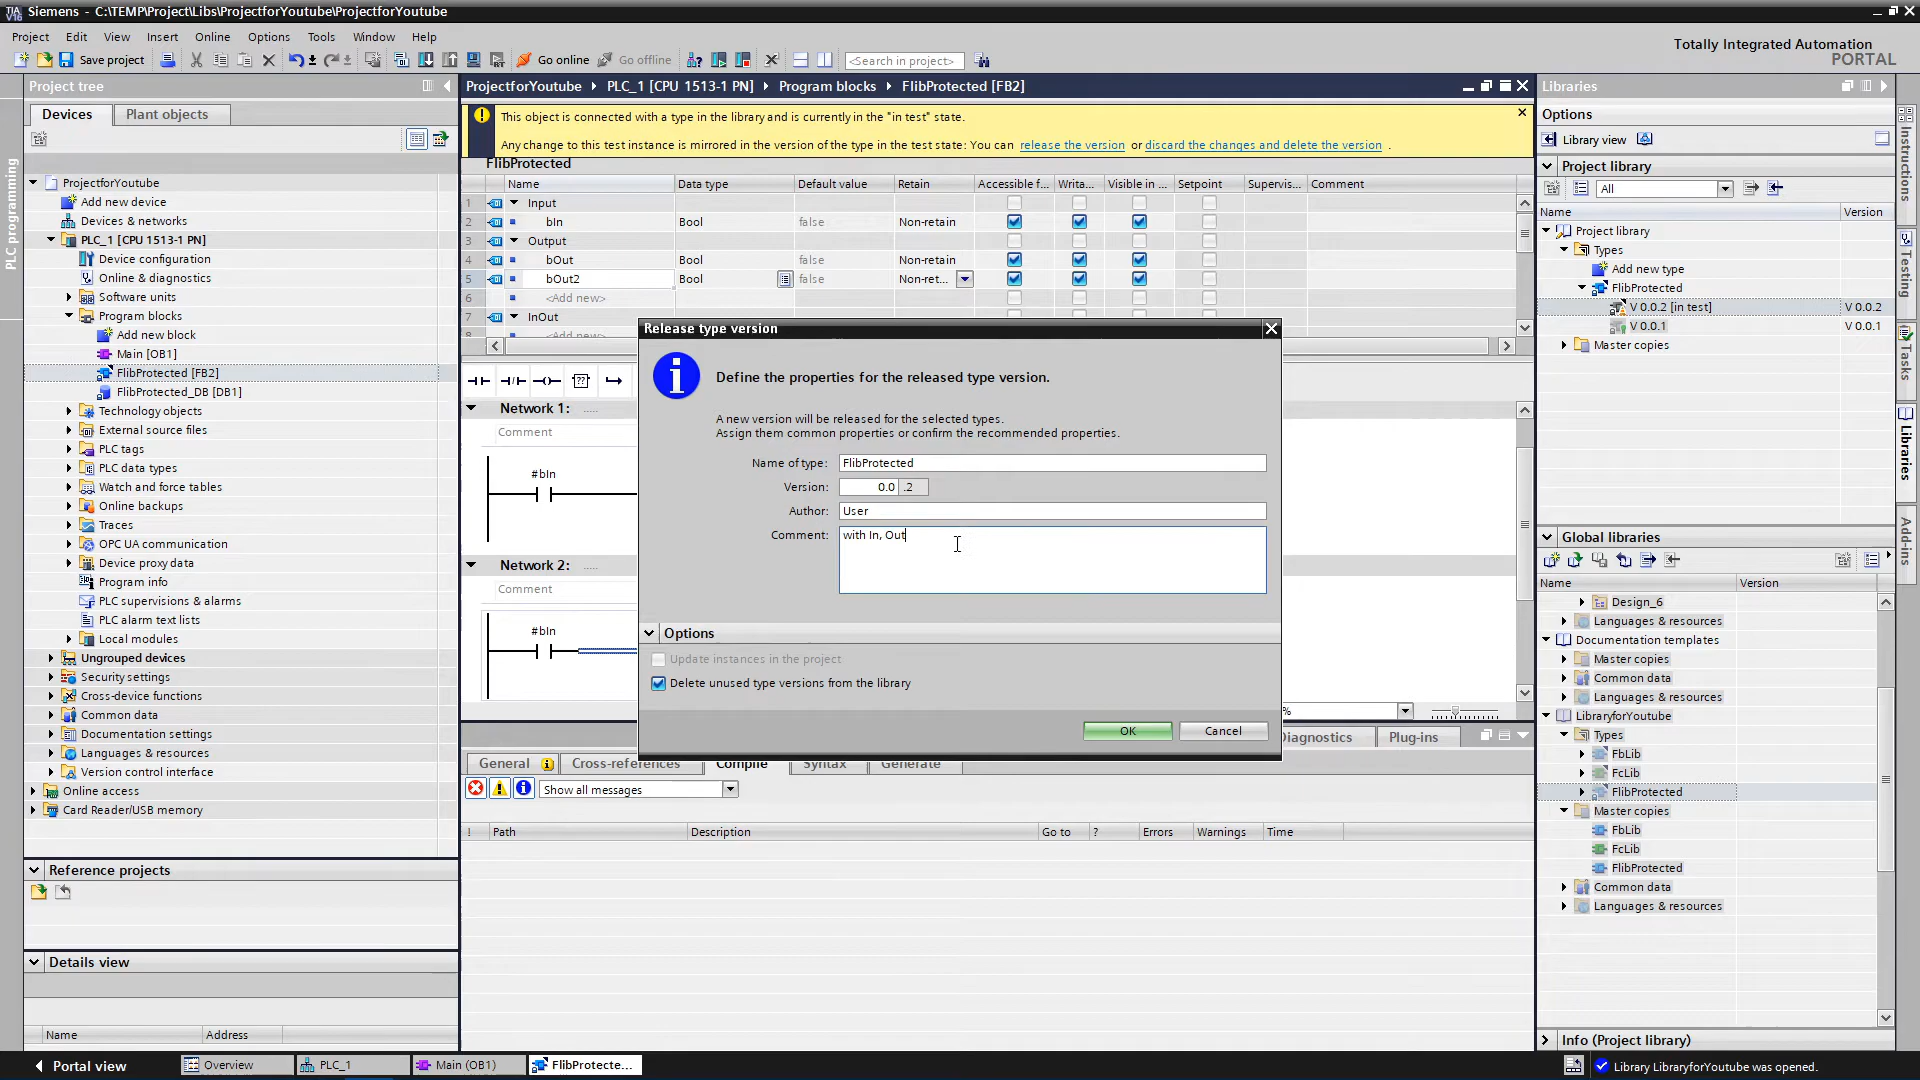 Siemens - C:\TEMP\Project\Libs\ProjectforYoutube\ProjectforYoutube
Project Edit View Insert Online Options Tools Window Help
Totally Integrated Automation
PORTAL
Save project Go online Go offline <Search in project>
Project tree
Devices Plant objects
ProjectforYoutube
Add new device
Devices & networks
PLC_1 [CPU 1513-1 PN]
Device configuration
Online & diagnostics
Software units
Program blocks
Add new block
Main [OB1]
FlibProtected [FB2]
FlibProtected_DB [DB1]
Technology objects
External source files
PLC tags
PLC data types
Watch and force tables
Online backups
Traces
OPC UA communication
Device proxy data
Program info
PLC supervisions & alarms
PLC alarm text lists
Local modules
Ungrouped devices
Security settings
Cross-device functions
Common data
Documentation settings
Languages & resources
Version control interface
Online access
Card Reader/USB memory
Reference projects
Details view
Name Address
PLC programming
ProjectforYoutube PLC_1 [CPU 1513-1 PN] Program blocks FlibProtected [FB2]
This object is connected with a type in the library and is currently in the "in test" state.
Any change to this test instance is mirrored in the version of the type in the test state: You can release the version or discard the changes and delete the version .
FlibProtected
Name Data type Default value Retain Accessible f... Writa... Visible in ... Setpoint Supervis... Comment
1 Input
2 bIn Bool false Non-retain
3 Output
4 bOut Bool false Non-retain
5 bOut2 Bool false Non-ret...
6 <Add new>
7 InOut
8 <Add new>
Network 1: .....
Comment
#bIn
Network 2: .....
Comment
#bIn
Release type version
Define the properties for the released type version.
A new version will be released for the selected types.
Assign them common properties or confirm the recommended properties.
Name of type: FlibProtected
Version: 0.0 .2
Author: User
Comment: with In, Out
Options
Update instances in the project
Delete unused type versions from the library
OK Cancel
%
Diagnostics Plug-ins
General Cross-references Compile Syntax Generate
Show all messages
! Path Description Go to ? Errors Warnings Time
Libraries
Options
Library view
Project library
All
Name Version
Project library
Types
Add new type
FlibProtected
V 0.0.2 [in test] V 0.0.2
V 0.0.1 V 0.0.1
Master copies
Global libraries
Name Version
Design_6
Languages & resources
Documentation templates
Master copies
Common data
Languages & resources
LibraryforYoutube
Types
FbLib
FcLib
FlibProtected
Master copies
FbLib
FcLib
FlibProtected
Common data
Languages & resources
Info (Project library)
Instructions
Testing
Tasks
Libraries
Add-ins
Portal view Overview PLC_1 Main (OB1) FlibProtecte...
Library LibraryforYoutube was opened.